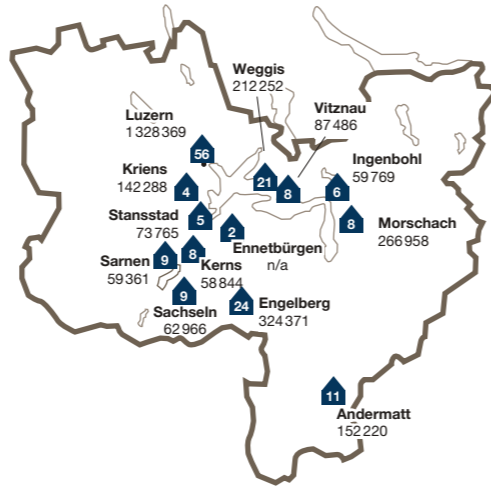 Weggis
212 252
Vitznau
87 486
Luzern
1 328 369
56
Ingenbohl
59 769
Kriens
142 288
4
21
8
6
Stansstad
73 765
5
2
8
Morschach
266 958
Ennetbürgen
n/a
Sarnen
59 361
9
8
Kerns
58 844
9
Sachseln
62 966
24
Engelberg
324 371
11
Andermatt
152 220